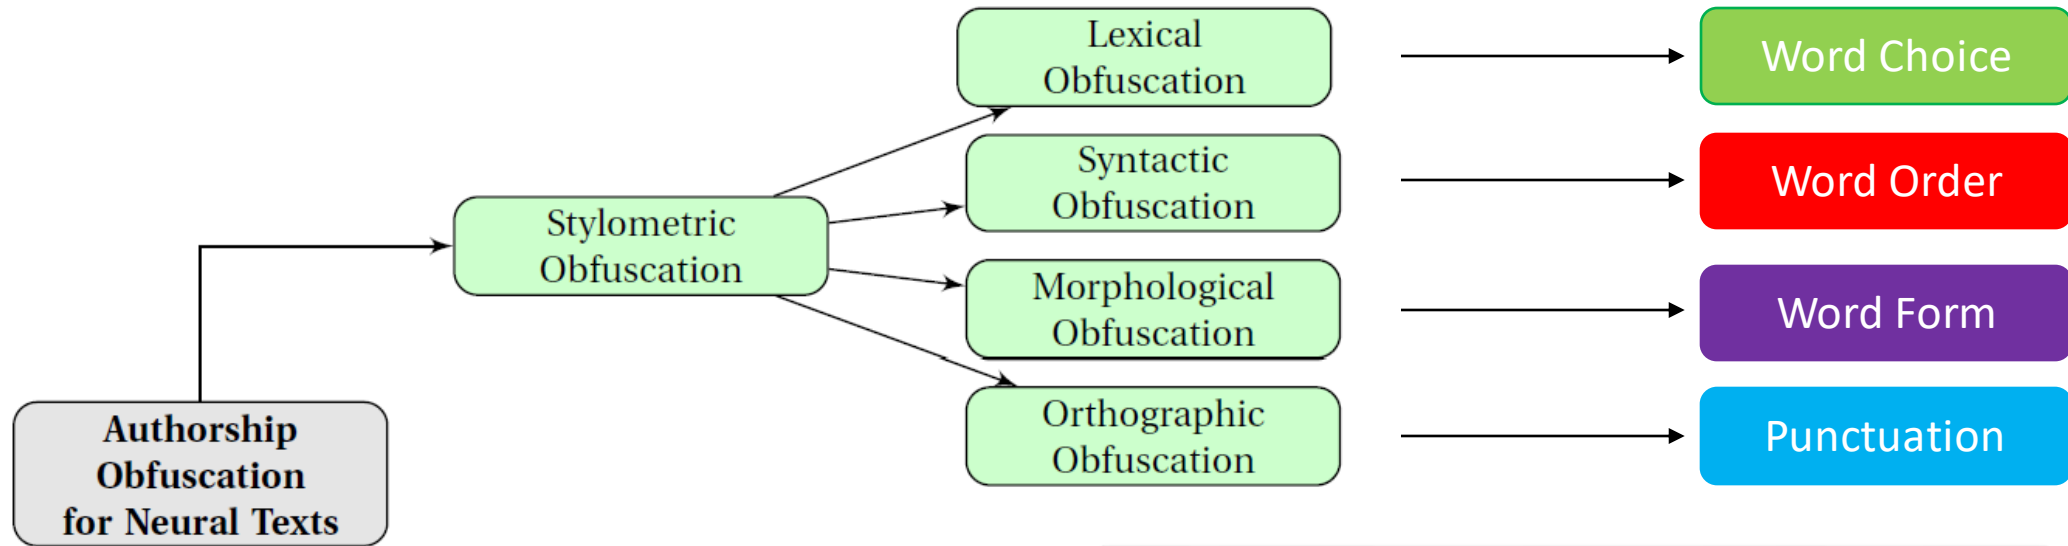 Authorship
Obfuscation
for Neural Texts
Stylometric
Obfuscation
Lexical
Obfuscation
Word Choice
Syntactic
Obfuscation
Word Order
Morphological
Obfuscation
Word Form
Orthographic
Obfuscation
Punctuation